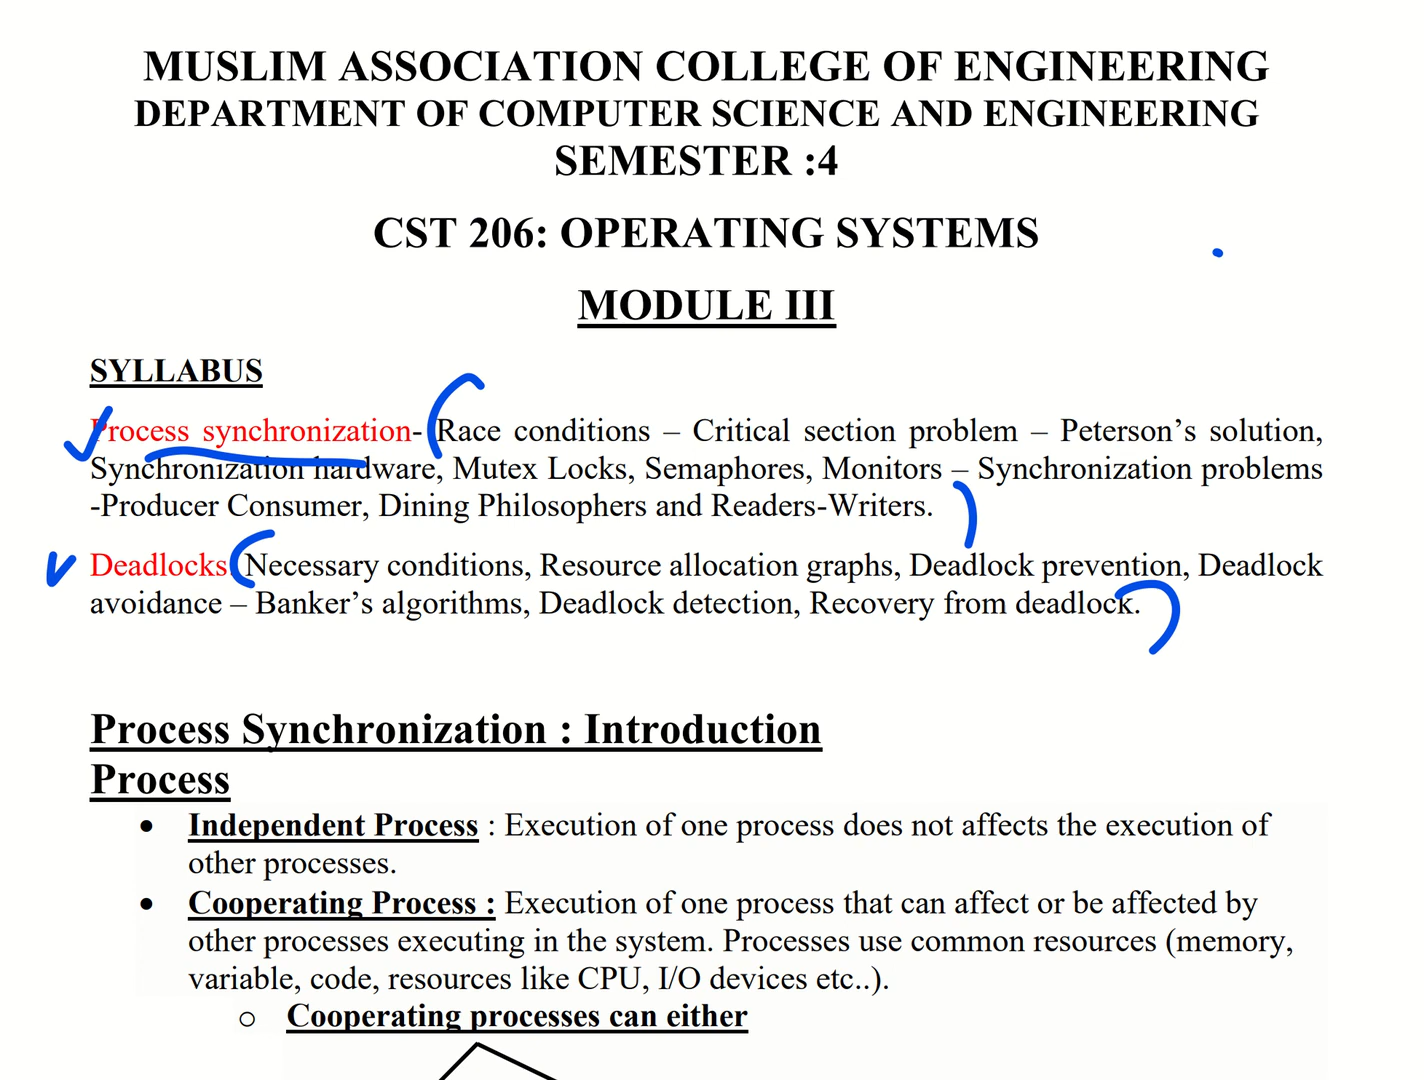 MUSLIM ASSOCIATION COLLEGE OF ENGINEERING
DEPARTMENT OF COMPUTER SCIENCE AND ENGINEERING
SEMESTER :4
CST 206: OPERATING SYSTEMS
MODULE III
SYLLABUS
Process synchronization- Race conditions – Critical section problem – Peterson’s solution,
Synchronization hardware, Mutex Locks, Semaphores, Monitors – Synchronization problems
-Producer Consumer, Dining Philosophers and Readers-Writers.
Deadlocks: Necessary conditions, Resource allocation graphs, Deadlock prevention, Deadlock
avoidance – Banker’s algorithms, Deadlock detection, Recovery from deadlock.
Process Synchronization : Introduction
Process
• Independent Process : Execution of one process does not affects the execution of
other processes.
• Cooperating Process : Execution of one process that can affect or be affected by
other processes executing in the system. Processes use common resources (memory,
variable, code, resources like CPU, I/O devices etc..).
o Cooperating processes can either